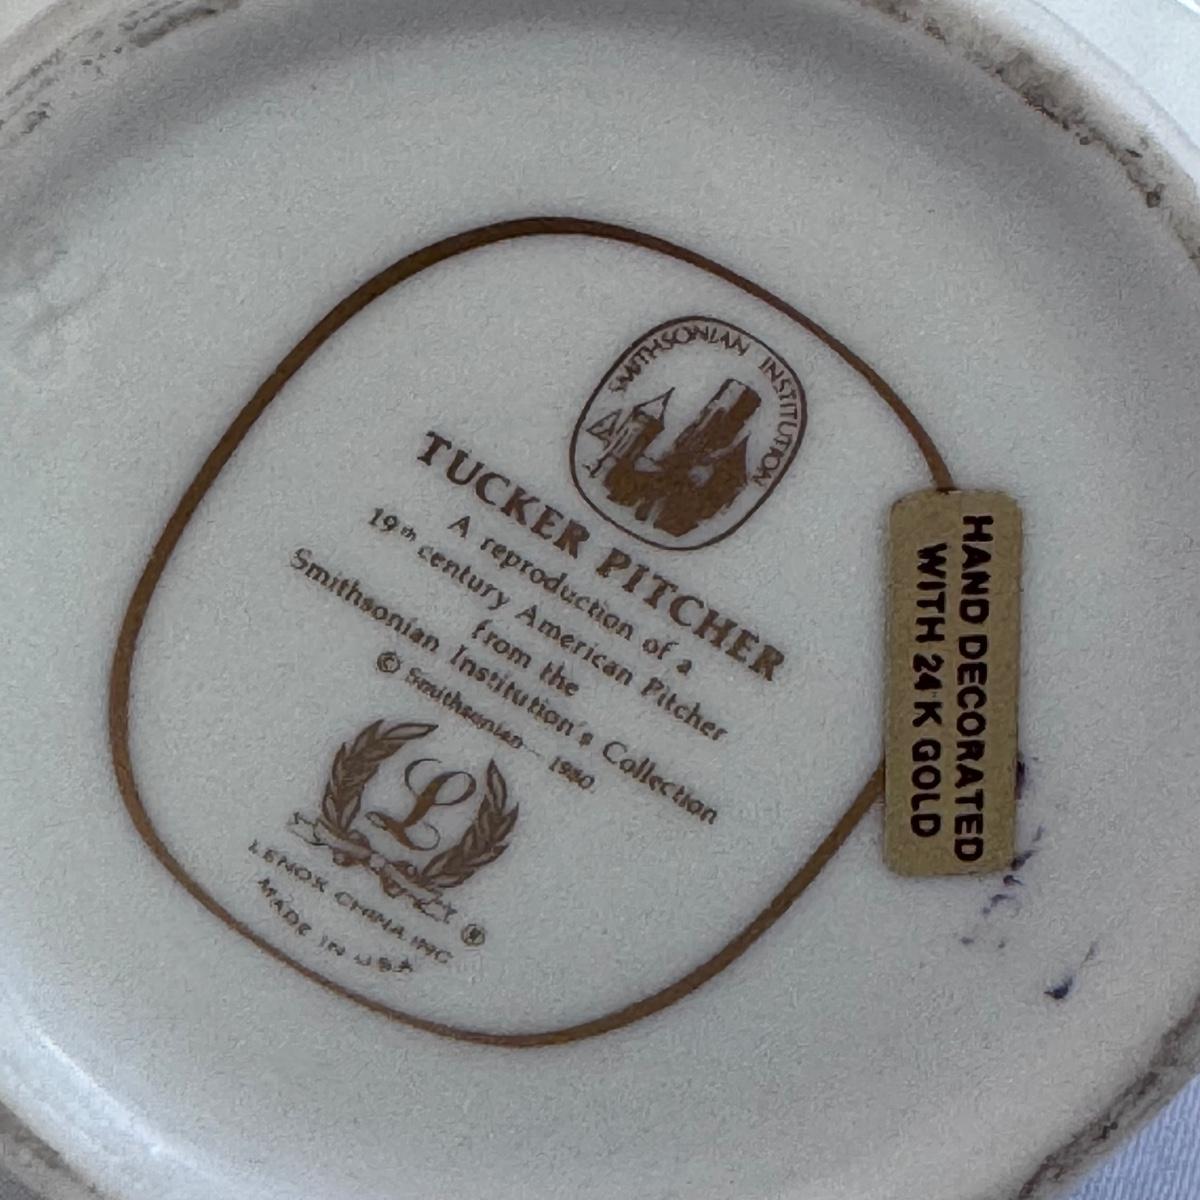 SMITHSONIAN INSTITUTION
TUCKER PITCHER
A reproduction of a
19th century American Pitcher
from the
Smithsonian Institution's Collection
© Smithsonian 1980
L
LENOX CHINA, INC.
MADE IN USA
®
HAND DECORATED
WITH 24 K GOLD